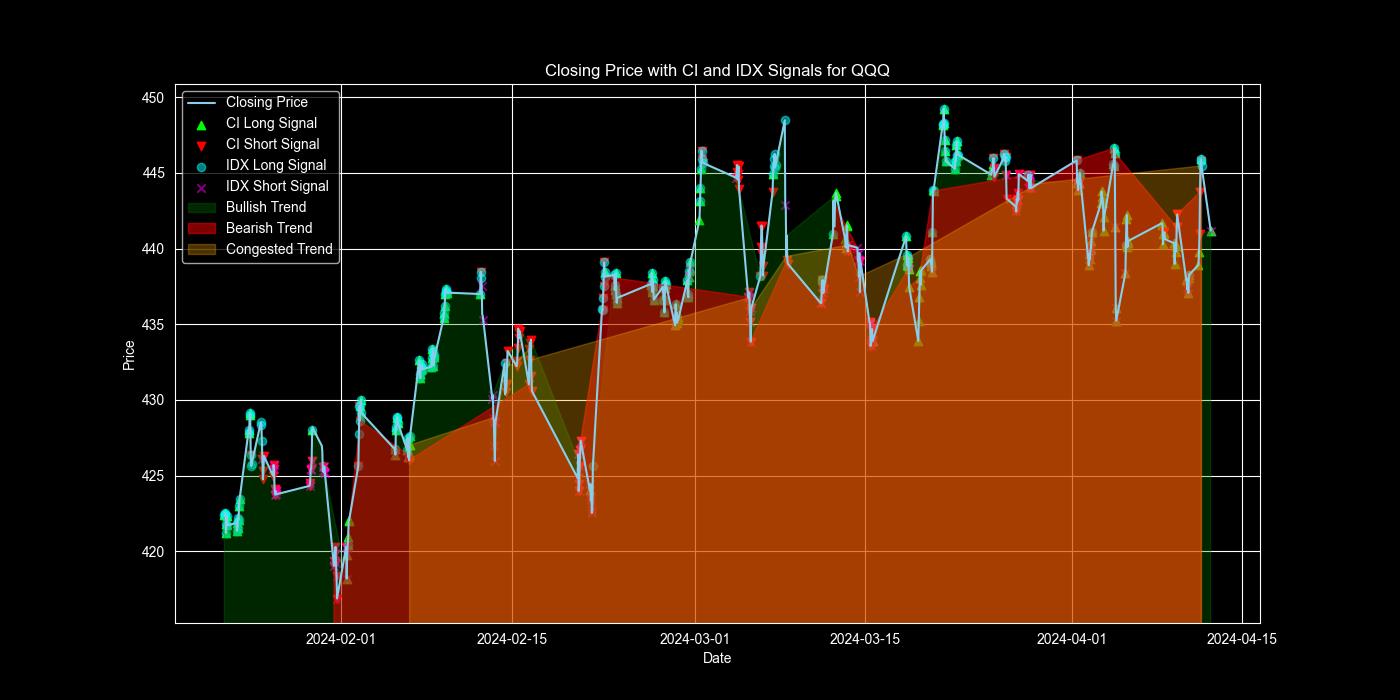 Closing Price with CI and IDX Signals for QQQ
Closing Price
CI Long Signal
CI Short Signal
IDX Long Signal
IDX Short Signal
Bullish Trend
Bearish Trend
Congested Trend
450
445
440
435
430
425
420
Price
2024-02-01
2024-02-15
2024-03-01
2024-03-15
2024-04-01
2024-04-15
Date